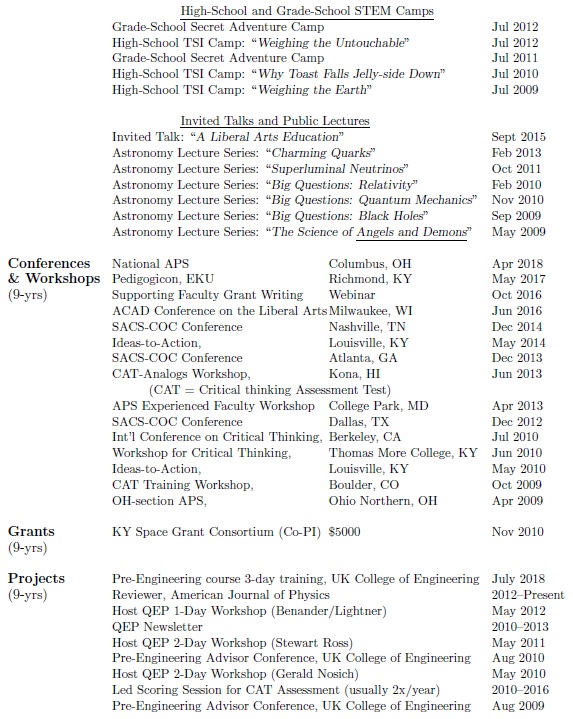 High-School and Grade-School STEM Camps
Grade-School Secret Adventure Camp Jul 2012
High-School TSI Camp: “Weighing the Untouchable” Jul 2012
Grade-School Secret Adventure Camp Jul 2011
High-School TSI Camp: “Why Toast Falls Jelly-side Down” Jul 2010
High-School TSI Camp: “Weighing the Earth” Jul 2009
Invited Talks and Public Lectures
Invited Talk: “A Liberal Arts Education” Sept 2015
Astronomy Lecture Series: “Charming Quarks” Feb 2013
Astronomy Lecture Series: “Superluminal Neutrinos” Oct 2011
Astronomy Lecture Series: “Big Questions: Relativity” Feb 2010
Astronomy Lecture Series: “Big Questions: Quantum Mechanics” Nov 2010
Astronomy Lecture Series: “Big Questions: Black Holes” Sep 2009
Astronomy Lecture Series: “The Science of Angels and Demons” May 2009
Conferences National APS Columbus, OH Apr 2018
& Workshops Pedigogicon, EKU Richmond, KY May 2017
(9-yrs) Supporting Faculty Grant Writing Webinar Oct 2016
ACAD Conference on the Liberal Arts Milwaukee, WI Jun 2016
SACS-COC Conference Nashville, TN Dec 2014
Ideas-to-Action, Louisville, KY May 2014
SACS-COC Conference Atlanta, GA Dec 2013
CAT-Analogs Workshop, Kona, HI Jun 2013
(CAT = Critical thinking Assessment Test)
APS Experienced Faculty Workshop College Park, MD Apr 2013
SACS-COC Conference Dallas, TX Dec 2012
Int'l Conference on Critical Thinking, Berkeley, CA Jul 2010
Workshop for Critical Thinking, Thomas More College, KY Jun 2010
Ideas-to-Action, Louisville, KY May 2010
CAT Training Workshop, Boulder, CO Oct 2009
OH-section APS, Ohio Northern, OH Apr 2009
Grants KY Space Grant Consortium (Co-PI) $5000 Nov 2010
(9-yrs)
Projects Pre-Engineering course 3-day training, UK College of Engineering July 2018
(9-yrs) Reviewer, American Journal of Physics 2012–Present
Host QEP 1-Day Workshop (Benander/Lightner) May 2012
QEP Newsletter 2010–2013
Host QEP 2-Day Workshop (Stewart Ross) May 2011
Pre-Engineering Advisor Conference, UK College of Engineering Aug 2010
Host QEP 2-Day Workshop (Gerald Nosich) May 2010
Led Scoring Session for CAT Assessment (usually 2x/year) 2010–2016
Pre-Engineering Advisor Conference, UK College of Engineering Aug 2009